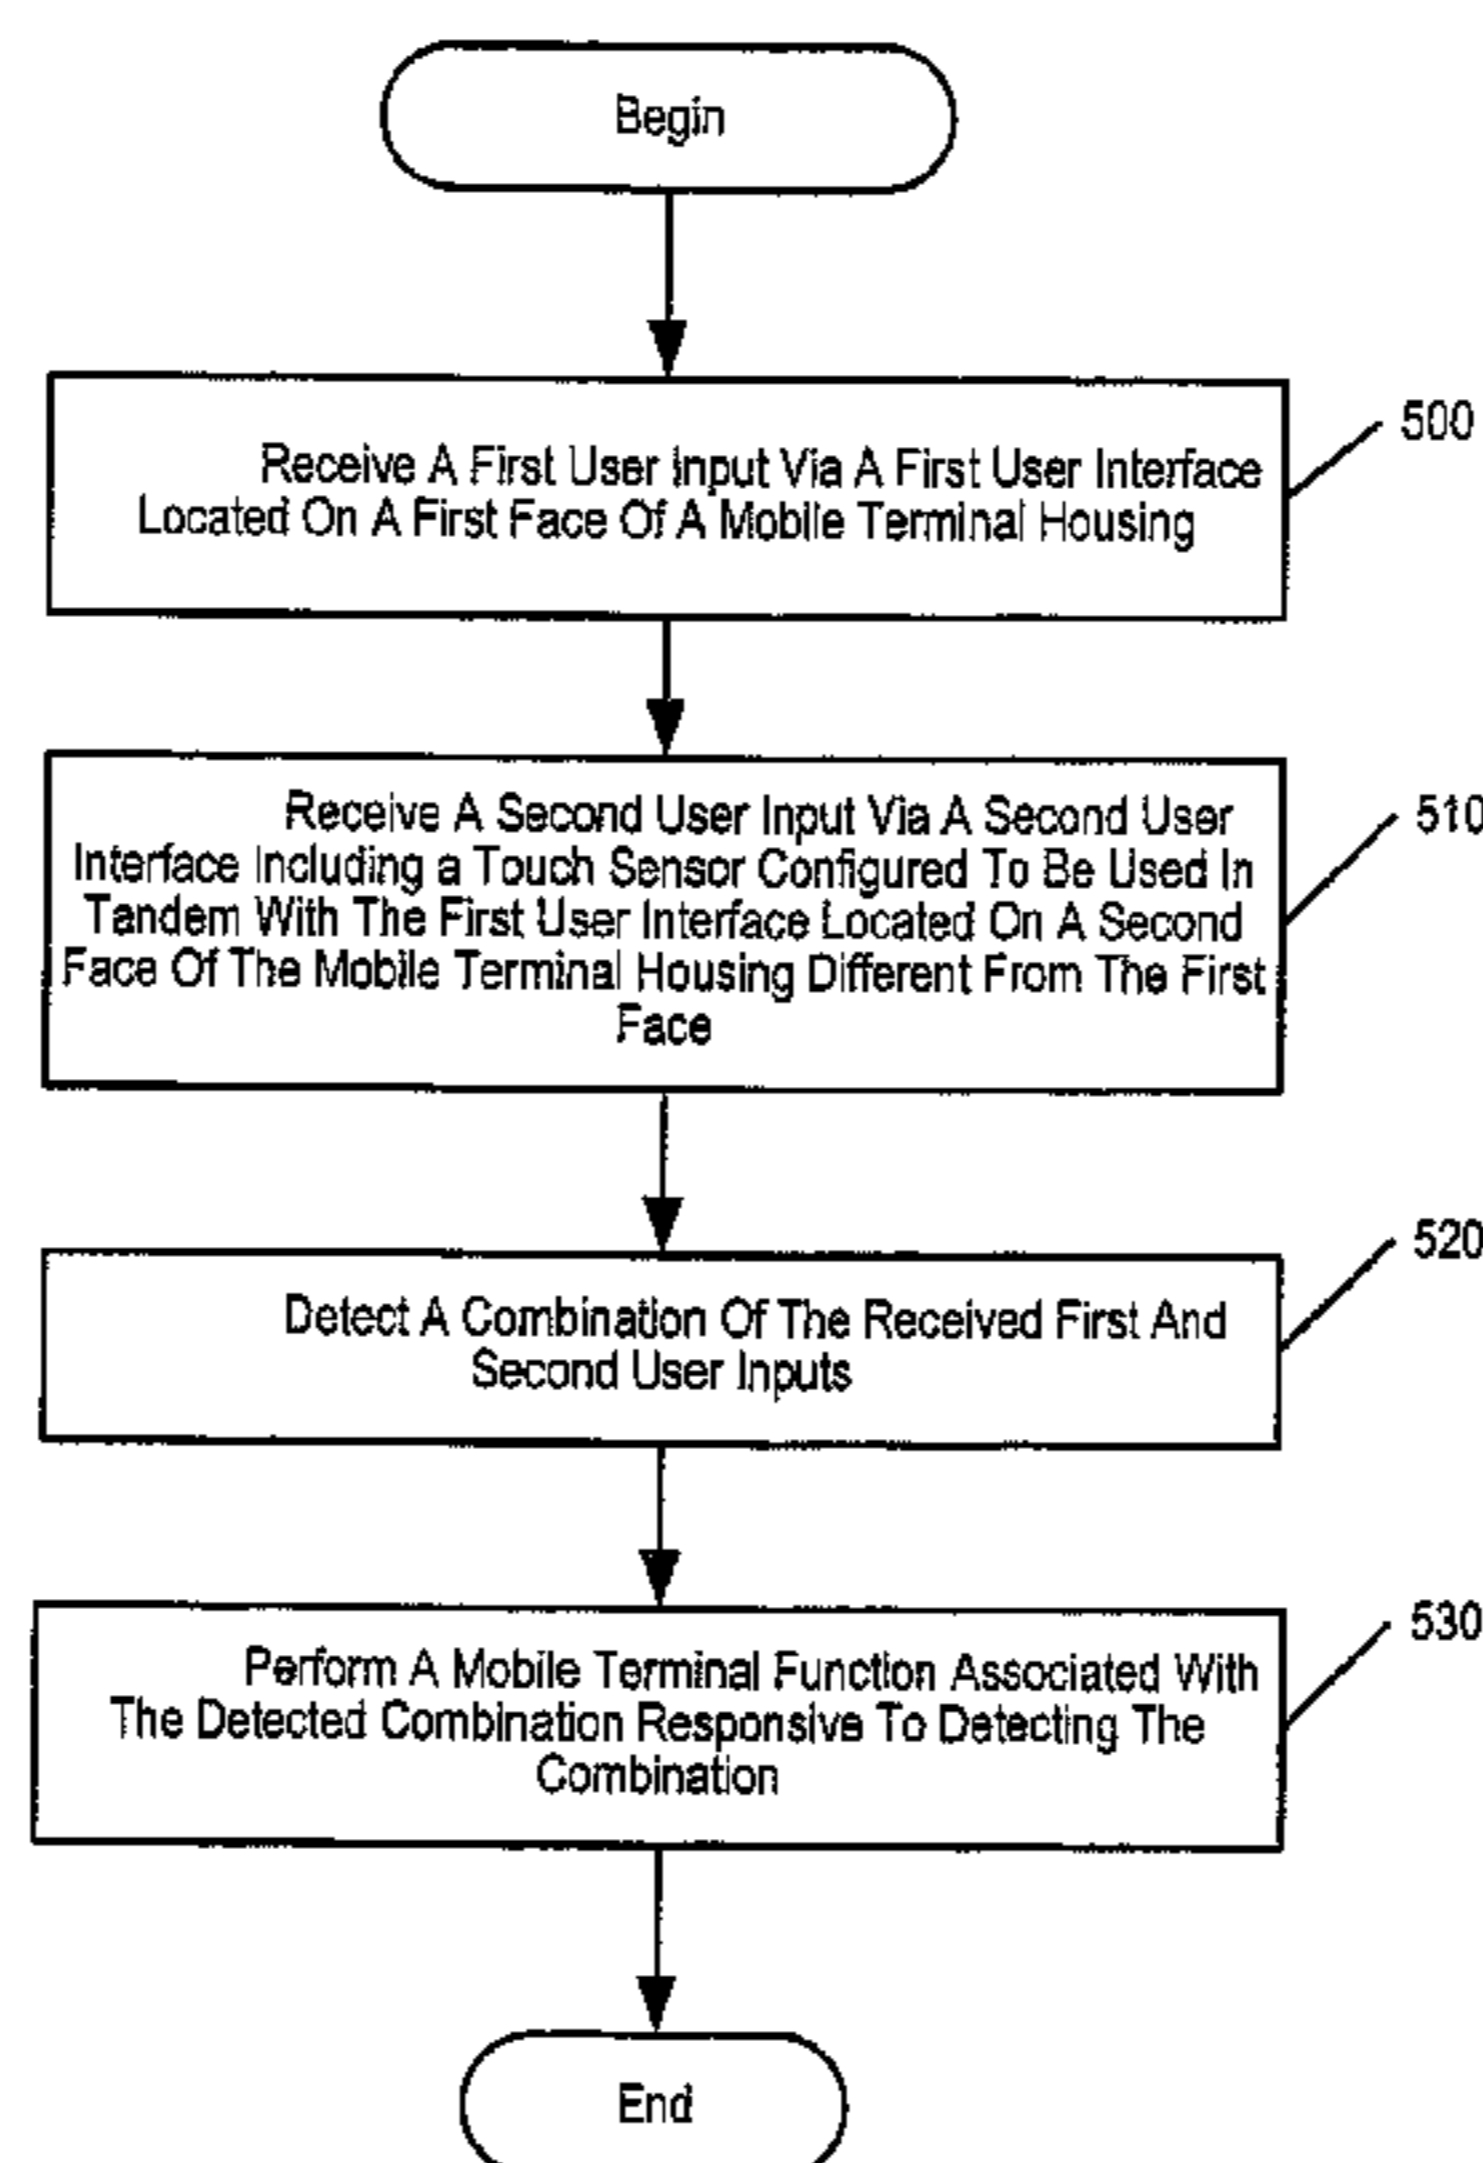 Begin
500
Receive A First User Input Via A First User Interface
Located On A First Face Of A Mobile Terminal Housing
510
Receive A Second User Input Via A Second User
Interface Including a Touch Sensor Configured To Be Used In
Tandem With The First User Interface Located On A Second
Face Of The Mobile Terminal Housing Different From The First
Face
520
Detect A Combination Of The Received First And
Second User Inputs
530
Perform A Mobile Terminal Function Associated With
The Detected Combination Responsive To Detecting The
Combination
End